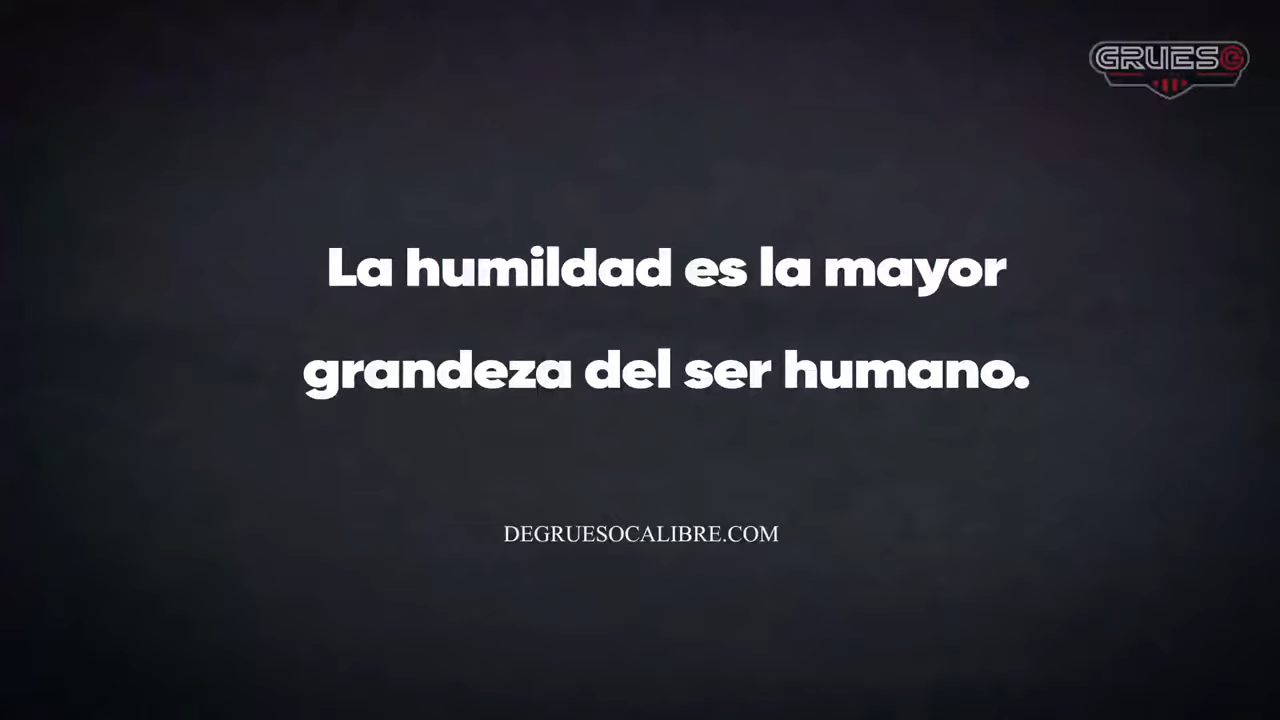 GRUESO
La humildad es la mayor
grandeza del ser humano.
DEGRUESOCALIBRE.COM